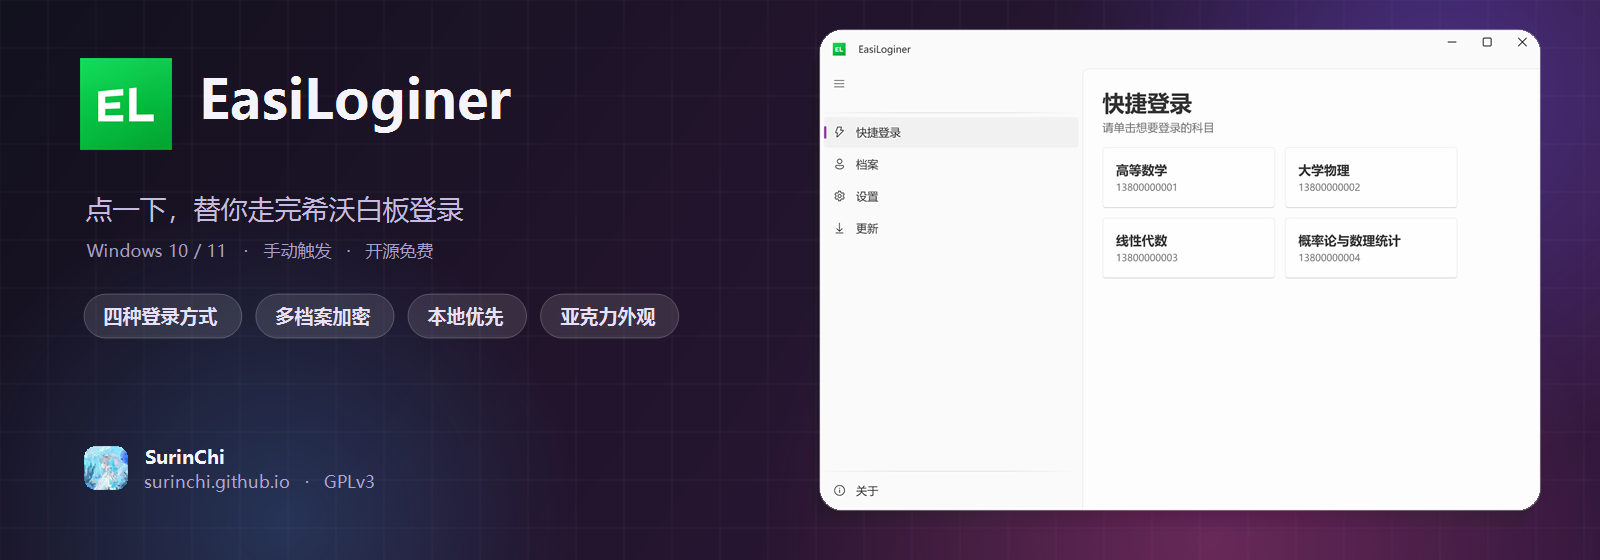 EL
EasiLoginer
点一下，替你走完希沃白板登录
Windows 10 / 11 · 手动触发 · 开源免费
四种登录方式
多档案加密
本地优先
亚克力外观
SurinChi
surinchi.github.io · GPLv3
EL EasiLoginer
快捷登录
档案
设置
更新
关于
快捷登录
请单击想要登录的科目
高等数学
13800000001
大学物理
13800000002
线性代数
13800000003
概率论与数理统计
13800000004